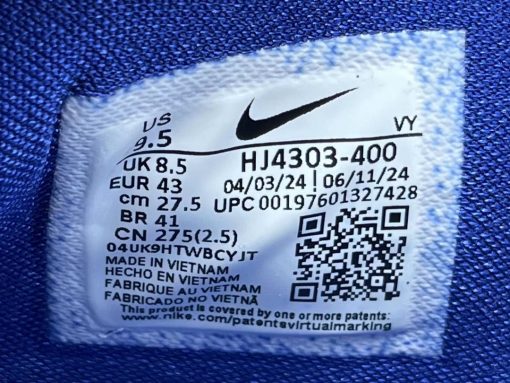 US
9.5
VY
UK 8.5
HJ4303-400
EUR 43
04/03/24 | 06/11/24
cm 27.5
UPC 00197601327428
BR 41
CN 275(2.5)
04UK9HTWBCYJT
MADE IN VIETNAM
HECHO EN VIETNAM
FABRIQUE AU VIETNAM
FABRICADO NO VIETNAM
This product is covered by one or more patents:
www.nike.com/patentsvirtualmarking